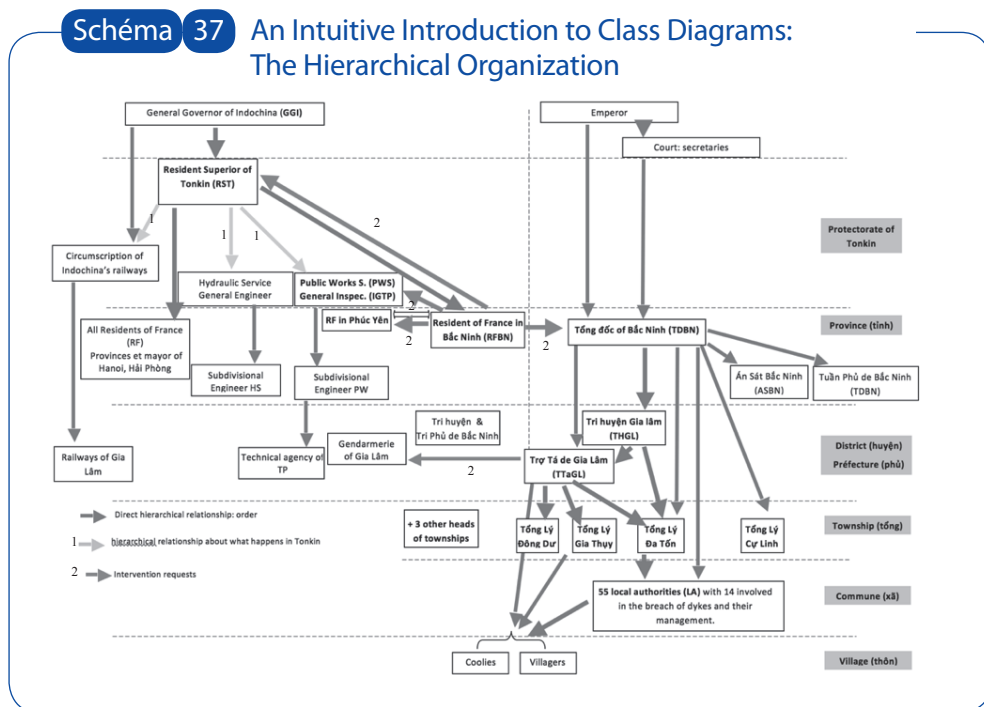 Schéma 37
An Intuitive Introduction to Class Diagrams:
The Hierarchical Organization
General Governor of Indochina (GGI)
Emperor
Court: secretaries
Resident Superior of
Tonkin (RST)
1
1
1
2
Protectorate of
Tonkin
Circumscription of
Indochina's railways
Hydraulic Service
General Engineer
Public Works S. (PWS)
General Inspec. (IGTP)
2
RF in Phúc Yên
2
Resident of France in
Bắc Ninh (RFBN)
2
Tổng đốc of Bắc Ninh (TDBN)
Province (tỉnh)
All Residents of France
(RF)
Provinces et mayor of
Hanoi, Hải Phòng
Subdivisional
Engineer HS
Subdivisional
Engineer PW
Án Sát Bắc Ninh
(ASBN)
Tuần Phủ de Bắc Ninh
(TDBN)
Tri huyện &
Tri Phủ de Bắc Ninh
Tri huyện Gia lâm
(THGL)
District (huyện)
Préfecture (phủ)
Railways of Gia
Lâm
Technical agency of
TP
Gendarmerie
of Gia Lâm
2
Trợ Tá de Gia Lâm
(TTaGL)
Direct hierarchical relationship: order
1 hierarchical relationship about what happens in Tonkin
2 Intervention requests
+ 3 other heads
of townships
Tổng Lý
Đông Dư
Tổng Lý
Gia Thụy
Tổng Lý
Đa Tốn
Tổng Lý
Cự Linh
Township (tổng)
55 local authorities (LA) with 14 involved
in the breach of dykes and their
management.
Commune (xã)
Coolies
Villagers
Village (thôn)